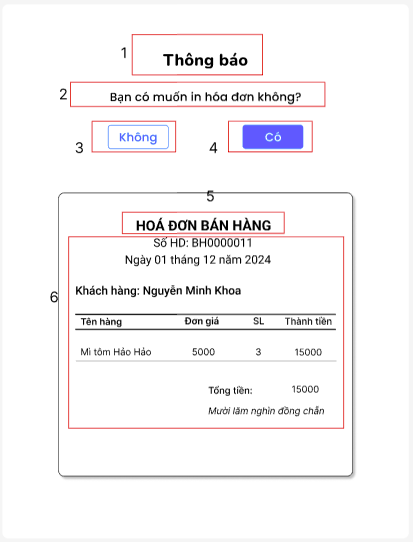 1
Thông báo
2
Bạn có muốn in hóa đơn không?
3
Không
4
Có
5
HOÁ ĐƠN BÁN HÀNG
Số HD: BH0000011
Ngày 01 tháng 12 năm 2024
6
Khách hàng: Nguyễn Minh Khoa
Tên hàng Đơn giá SL Thành tiền
Mì tôm Hảo Hảo 5000 3 15000
Tổng tiền: 15000
Mười lăm nghìn đồng chẵn